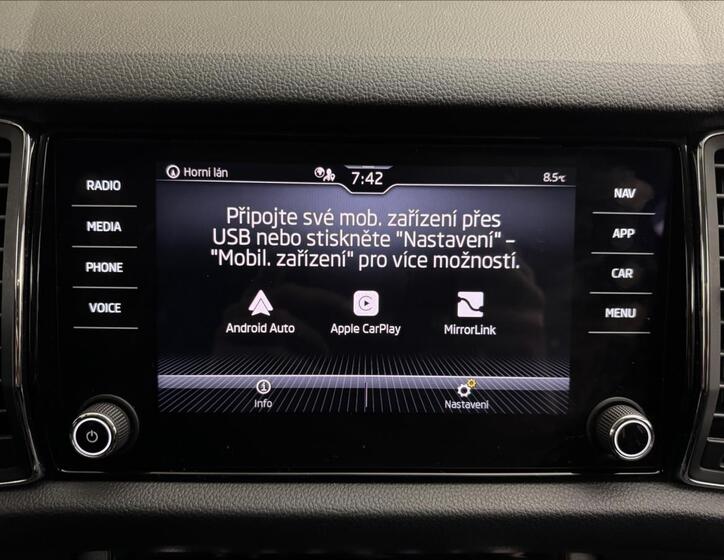 Horní lán
7:42
8.5°C
RADIO
MEDIA
PHONE
VOICE
Připojte své mob. zařízení přes
USB nebo stiskněte "Nastavení" –
"Mobil. zařízení" pro více možností.
Android Auto
Apple CarPlay
MirrorLink
Info
Nastavení
NAV
APP
CAR
MENU